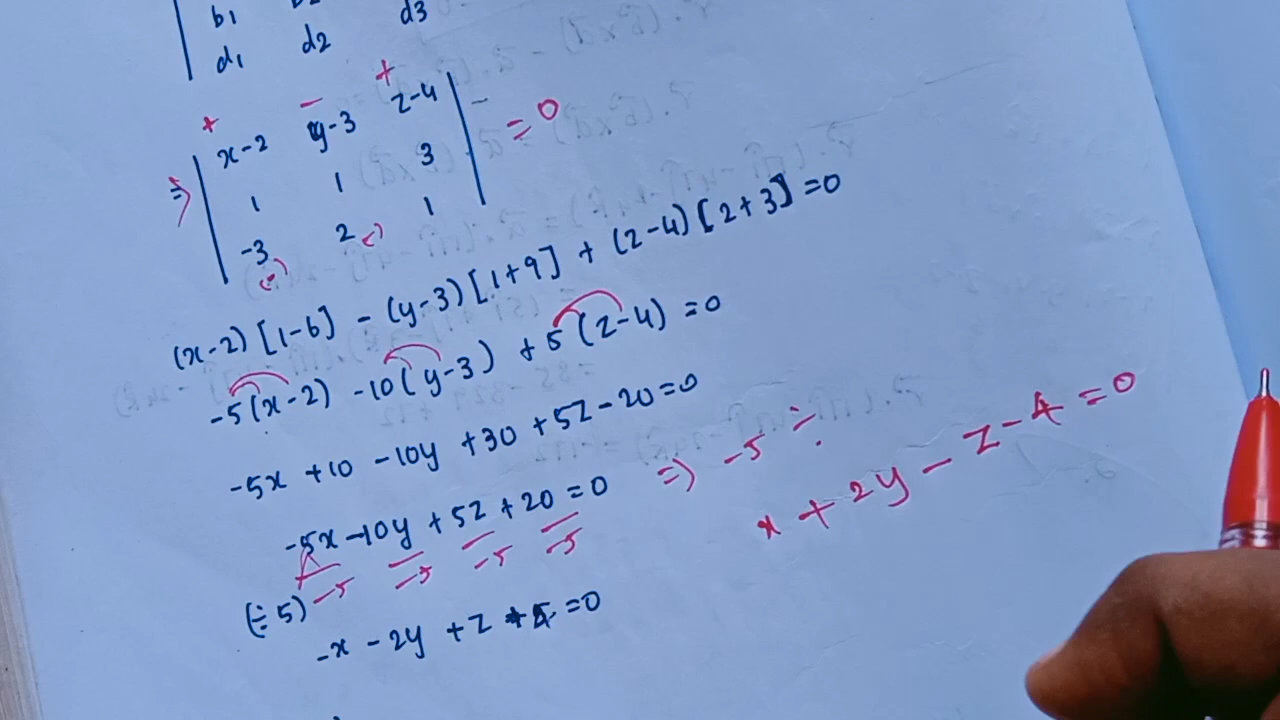 b1 d3
d1 d2
+ - +
⇒ | x-2 y-3 z-4 | = 0
1 1 3
-3 2 1
(x-2)[1-6] - (y-3)[1+9] + (z-4)[2+3] =0
-5(x-2) -10(y-3) +5(z-4) =0
-5x +10 -10y +30 +5z -20=0
-5x -10y +5z +20 =0 ⇒ -5 ÷
-5 -5 -5 -5
x + 2y - z - 4 = 0
(÷5)
-x - 2y + z + 4 =0